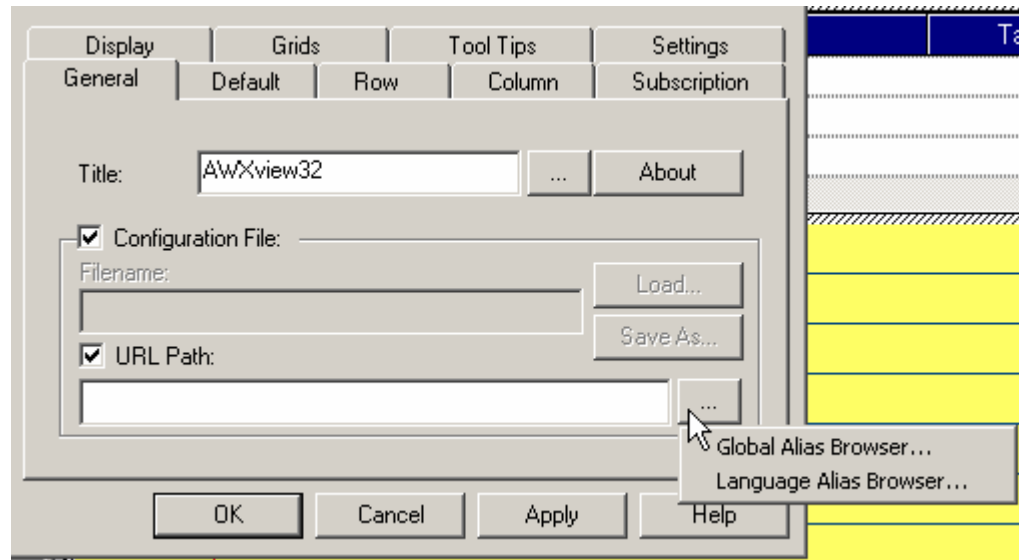 Display Grids Tool Tips Settings
General Default Row Column Subscription
Title: AWXview32 ... About
Configuration File:
Filename:
Load...
Save As...
URL Path:
...
Global Alias Browser...
Language Alias Browser...
OK Cancel Apply Help